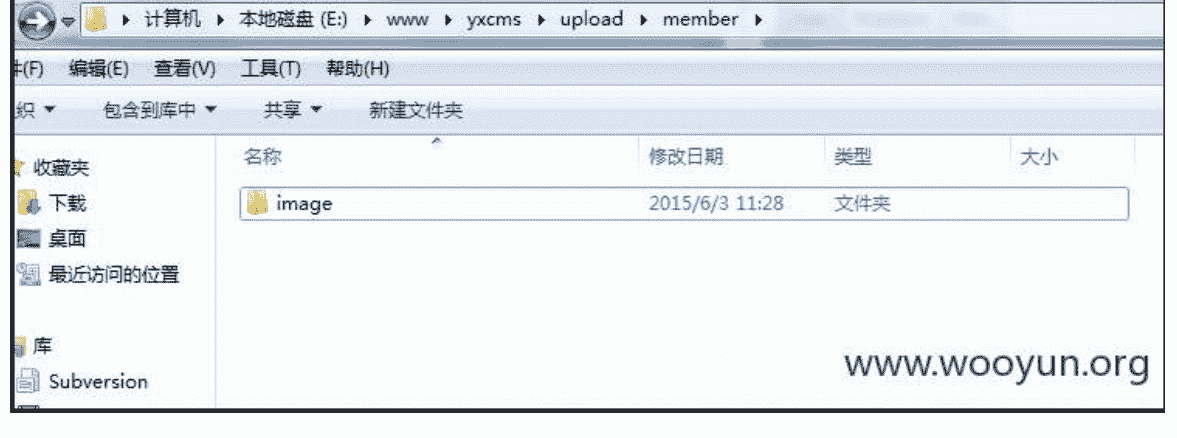 计算机 本地磁盘 (E:) www yxcms upload member
件(F) 编辑(E) 查看(V) 工具(T) 帮助(H)
织 包含到库中 共享 新建文件夹
名称 修改日期 类型 大小
收藏夹
image 2015/6/3 11:28 文件夹
下载
桌面
最近访问的位置
库
Subversion
www.wooyun.org